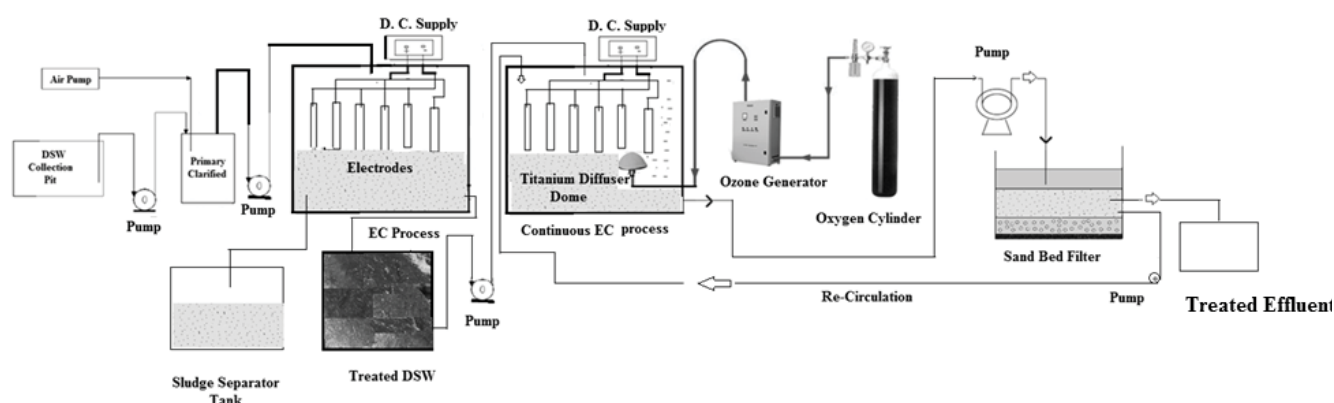 D. C. Supply
D. C. Supply
Air Pump
DSW
Collection
Pit
Primary
Clarified
Pump
Pump
Electrodes
EC Process
Sludge Separator
Tank
Treated DSW
Pump
Titanium Diffuser
Dome
Continuous EC process
Ozone Generator
Oxygen Cylinder
Pump
Sand Bed Filter
Re-Circulation
Pump
Treated Effluent